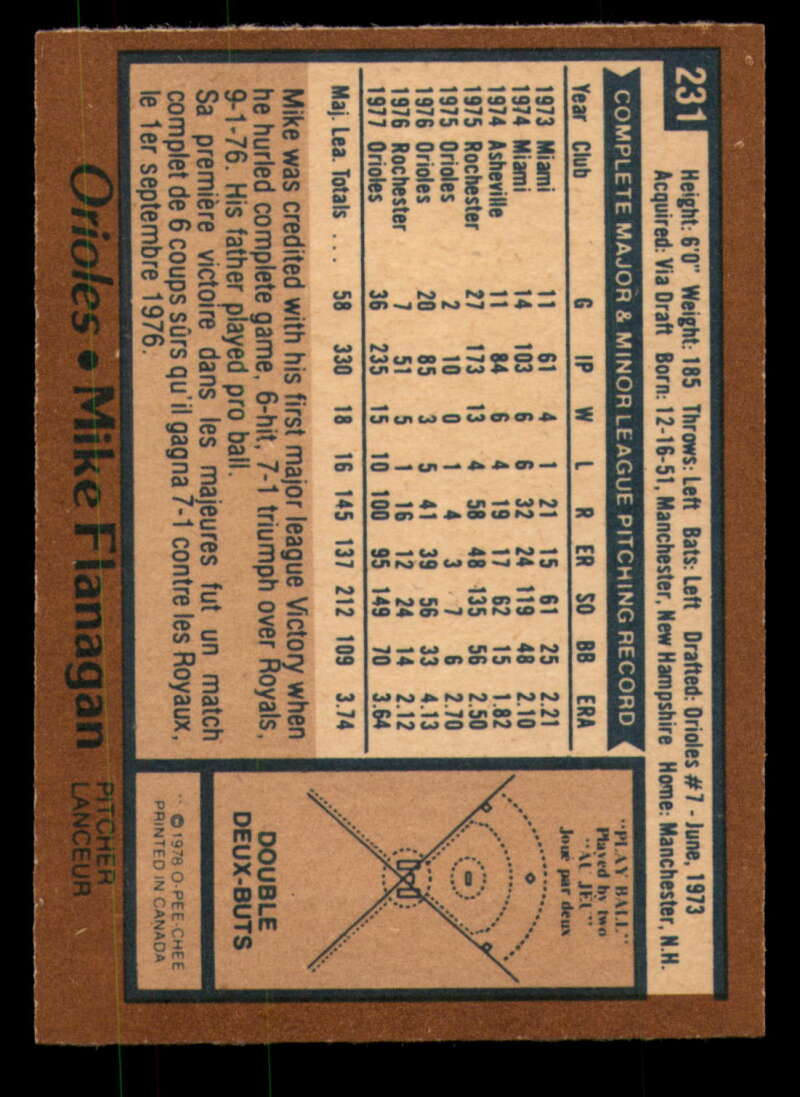 231
Height: 6'0" Weight: 185 Throws: Left Bats: Left Drafted: Orioles #7 - June, 1973
Acquired: Via Draft Born: 12-16-51, Manchester, New Hampshire Home: Manchester, N.H.
COMPLETE MAJOR & MINOR LEAGUE PITCHING RECORD
Year Club G IP W L R ER SO BB ERA
1973 Miami 11 61 4 1 21 15 61 25 2.21
1974 Miami 14 103 6 6 32 24 119 48 2.10
1974 Asheville 11 84 6 4 19 17 62 15 1.82
1975 Rochester 27 173 13 4 58 48 135 56 2.50
1975 Orioles 2 10 0 1 4 3 7 6 2.70
1976 Orioles 20 85 3 5 41 39 56 33 4.13
1976 Rochester 7 51 5 1 16 12 24 14 2.12
1977 Orioles 36 235 15 10 100 95 149 70 3.64
Maj. Lea. Totals ... 58 330 18 16 145 137 212 109 3.74
Mike was credited with his first major league Victory when
he hurled complete game, 6-hit, 7-1 triumph over Royals,
9-1-76. His father played pro ball.
Sa première victoire dans les majeures fut un match
complet de 6 coups sûrs qu'il gagna 7-1 contre les Royaux,
le 1er septembre 1976.
"PLAY BALL"
Played by two
"AU JEU"
Joué par deux
DOUBLE
DEUX-BUTS
** © 1978 O-PEE-CHEE
PRINTED IN CANADA
Orioles • Mike Flanagan
PITCHER
LANCEUR